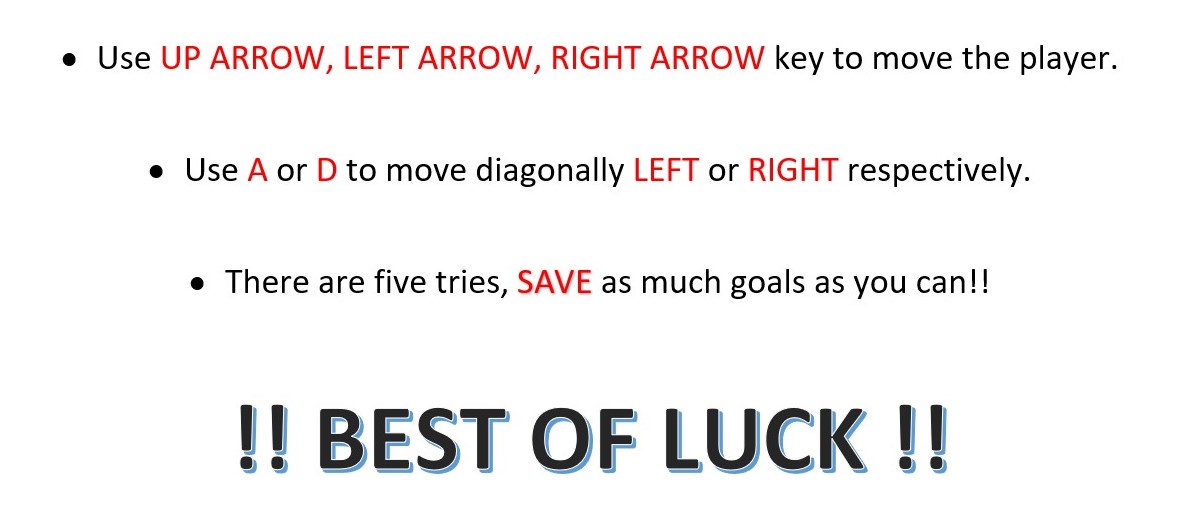 • Use UP ARROW, LEFT ARROW, RIGHT ARROW key to move the player.
• Use A or D to move diagonally LEFT or RIGHT respectively.
• There are five tries, SAVE as much goals as you can!!
!! BEST OF LUCK !!